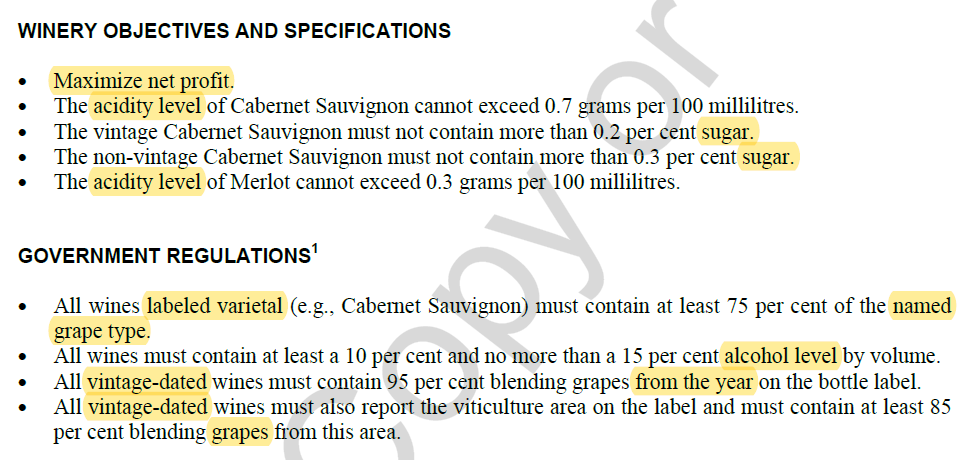 WINERY OBJECTIVES AND SPECIFICATIONS
• Maximize net profit.
• The acidity level of Cabernet Sauvignon cannot exceed 0.7 grams per 100 millilitres.
• The vintage Cabernet Sauvignon must not contain more than 0.2 per cent sugar.
• The non-vintage Cabernet Sauvignon must not contain more than 0.3 per cent sugar.
• The acidity level of Merlot cannot exceed 0.3 grams per 100 millilitres.
GOVERNMENT REGULATIONS¹
• All wines labeled varietal (e.g., Cabernet Sauvignon) must contain at least 75 per cent of the named
grape type.
• All wines must contain at least a 10 per cent and no more than a 15 per cent alcohol level by volume.
• All vintage-dated wines must contain 95 per cent blending grapes from the year on the bottle label.
• All vintage-dated wines must also report the viticulture area on the label and must contain at least 85
per cent blending grapes from this area.
Copy or